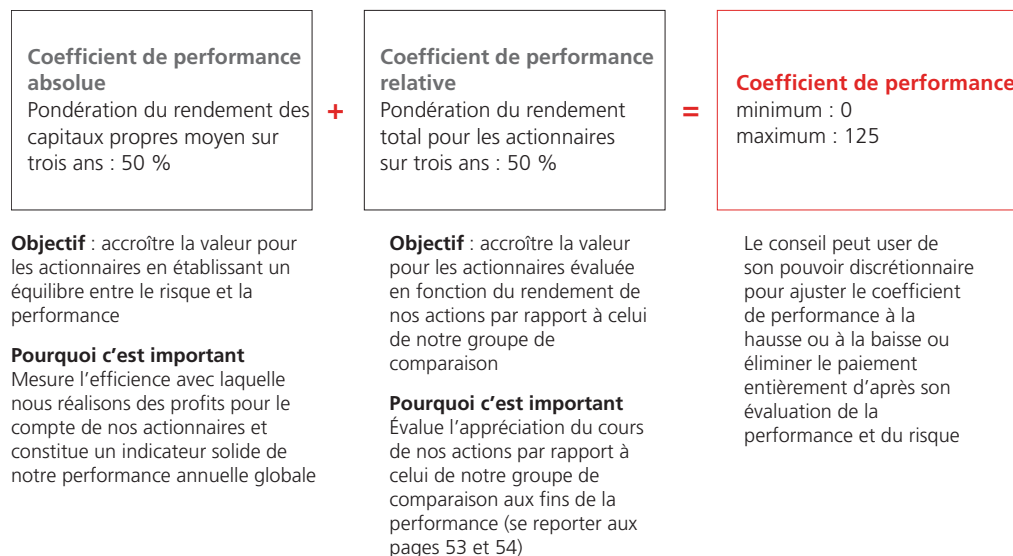 Coefficient de performance
absolue
Pondération du rendement des
capitaux propres moyen sur
trois ans : 50 %
+
Coefficient de performance
relative
Pondération du rendement
total pour les actionnaires
sur trois ans : 50 %
=
Coefficient de performance
minimum : 0
maximum : 125
Objectif : accroître la valeur pour
les actionnaires en établissant un
équilibre entre le risque et la
performance
Pourquoi c'est important
Mesure l'efficience avec laquelle
nous réalisons des profits pour le
compte de nos actionnaires et
constitue un indicateur solide de
notre performance annuelle globale
Objectif : accroître la valeur
pour les actionnaires évaluée
en fonction du rendement de
nos actions par rapport à celui
de notre groupe de
comparaison
Pourquoi c'est important
Évalue l'appréciation du cours
de nos actions par rapport à
celui de notre groupe de
comparaison aux fins de la
performance (se reporter aux
pages 53 et 54)
Le conseil peut user de
son pouvoir discrétionnaire
pour ajuster le coefficient
de performance à la
hausse ou à la baisse ou
éliminer le paiement
entièrement d'après son
évaluation de la
performance et du risque